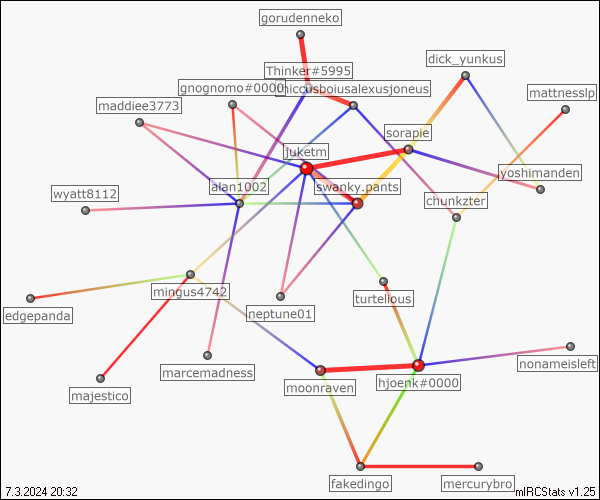 gorudenneko
dick_yunkus
Thinker#5995
gnognomo#0000
hiccusboiusalexusjoneus
mattnesslp
maddiee3773
sorapie
juketm
yoshimanden
alan1002
swanky.pants
wyatt8112
chunkzter
mingus4742
turtelious
edgepanda
neptune01
nonameisleft
marcemadness
moonraven
hjoenk#0000
majestico
fakedingo
mercurybro
7.3.2024 20:32
mIRCStats v1.25